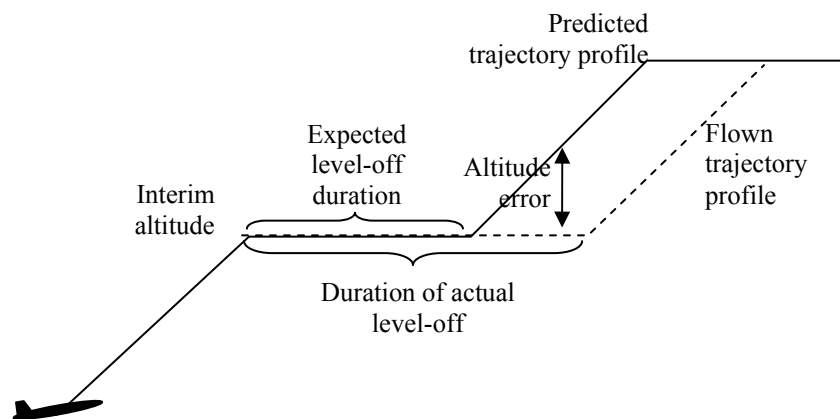 Predicted
trajectory profile
Expected
level-off
duration
Flown
trajectory
profile
Altitude
error
Interim
altitude
Duration of actual
level-off